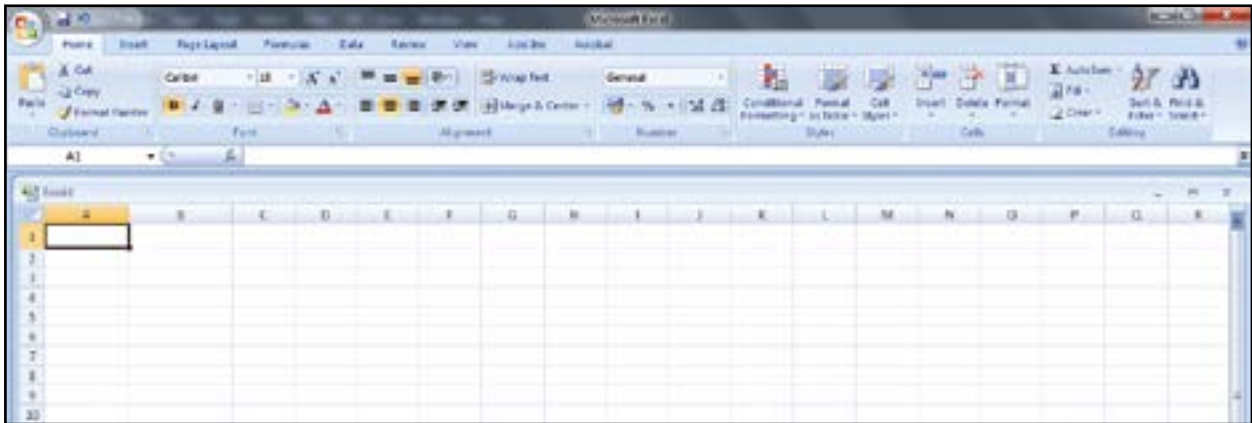 Microsoft Excel
Home Insert Page Layout Formulas Data Review View Add-Ins Acrobat
Cut
Copy
Format Painter
Paste
Calibri 18
Wrap Text
Merge & Center
General
%
Conditional Formatting
Format as Table
Cell Styles
Insert Delete Format
AutoSum
Fill
Clear
Sort & Filter
Find & Select
Clipboard Font Alignment Number Styles Cells Editing
A1
A B C D E F G H I J K L M N O P Q R
1
2
3
4
5
6
7
8
9
10